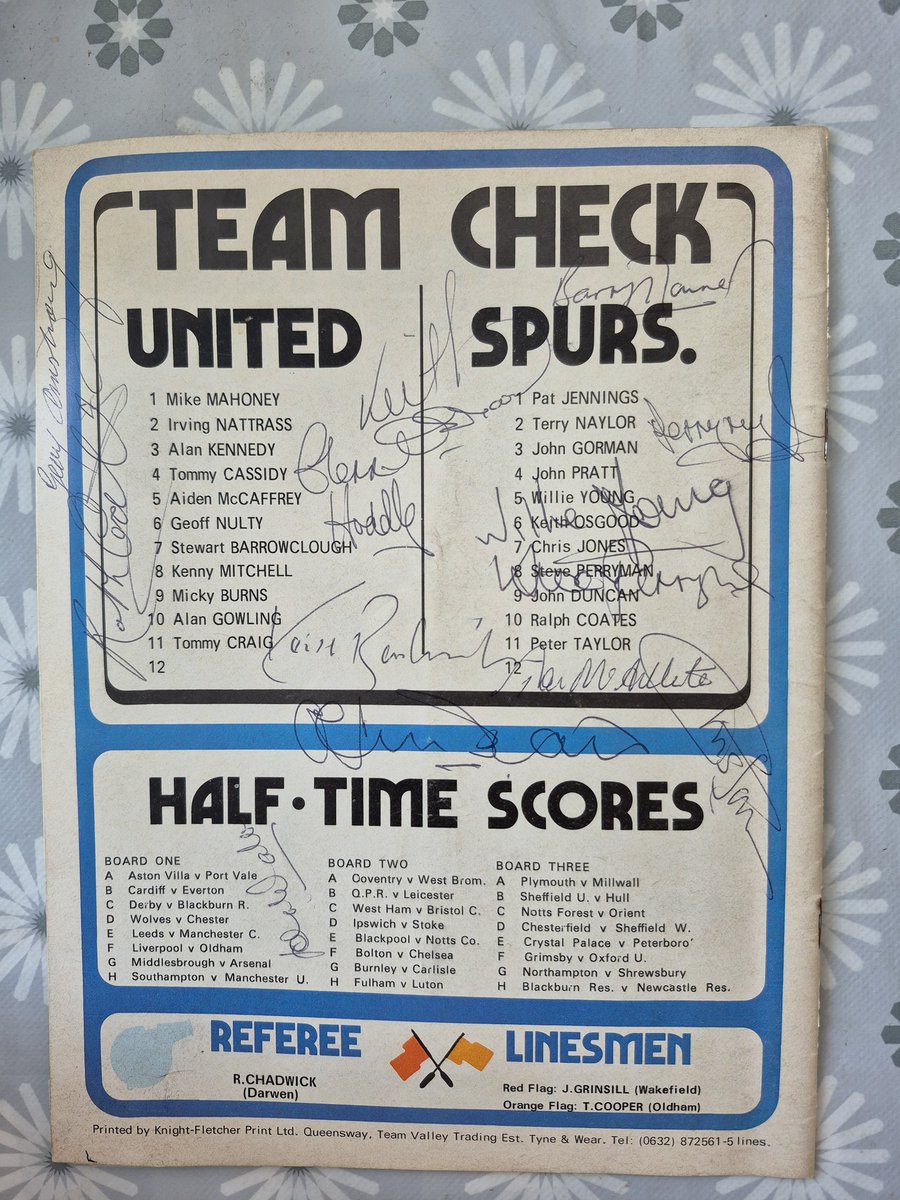 TEAM CHECK
UNITED
1 Mike MAHONEY
2 Irving NATTRASS
3 Alan KENNEDY
4 Tommy CASSIDY
5 Aiden McCAFFREY
6 Geoff NULTY
7 Stewart BARROWCLOUGH
8 Kenny MITCHELL
9 Micky BURNS
10 Alan GOWLING
11 Tommy CRAIG
12
SPURS.
1 Pat JENNINGS
2 Terry NAYLOR
3 John GORMAN
4 John PRATT
5 Willie YOUNG
6 Keith OSGOOD
7 Chris JONES
8 Steve PERRYMAN
9 John DUNCAN
10 Ralph COATES
11 Peter TAYLOR
12
Gerry Armstrong
Barry Daines
Keith
Glenn
Hoddle
Willie Young
HALF·TIME SCORES
BOARD ONE
A Aston Villa v Port Vale
B Cardiff v Everton
C Derby v Blackburn R.
D Wolves v Chester
E Leeds v Manchester C.
F Liverpool v Oldham
G Middlesbrough v Arsenal
H Southampton v Manchester U.
BOARD TWO
A Coventry v West Brom.
B Q.P.R. v Leicester
C West Ham v Bristol C.
D Ipswich v Stoke
E Blackpool v Notts Co.
F Bolton v Chelsea
G Burnley v Carlisle
H Fulham v Luton
BOARD THREE
A Plymouth v Millwall
B Sheffield U. v Hull
C Notts Forest v Orient
D Chesterfield v Sheffield W.
E Crystal Palace v Peterboro'
F Grimsby v Oxford U.
G Northampton v Shrewsbury
H Blackburn Res. v Newcastle Res.
REFEREE
R.CHADWICK
(Darwen)
LINESMEN
Red Flag: J.GRINSILL (Wakefield)
Orange Flag: T.COOPER (Oldham)
Printed by Knight-Fletcher Print Ltd. Queensway, Team Valley Trading Est. Tyne & Wear. Tel: (0632) 872561-5 lines.